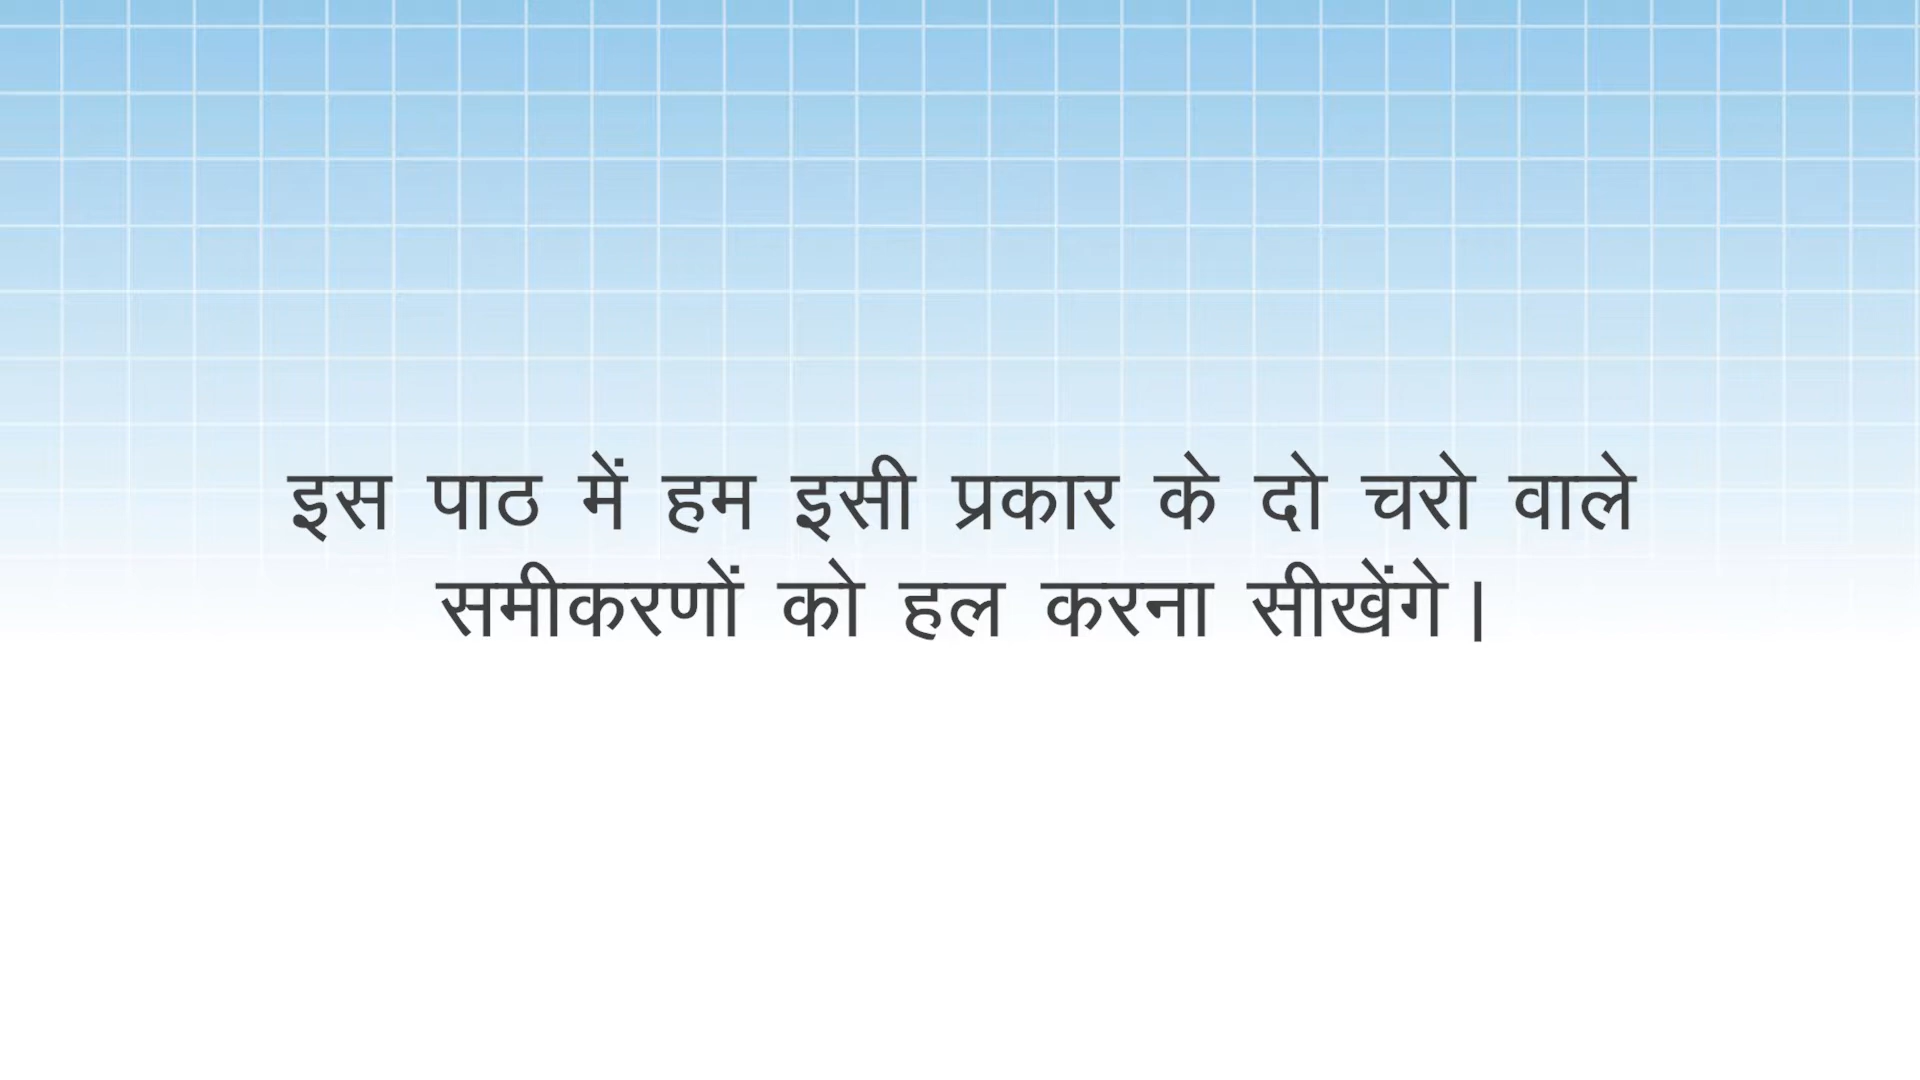 इस पाठ में हम इसी प्रकार के दो चरो वाले
समीकरणों को हल करना सीखेंगे।